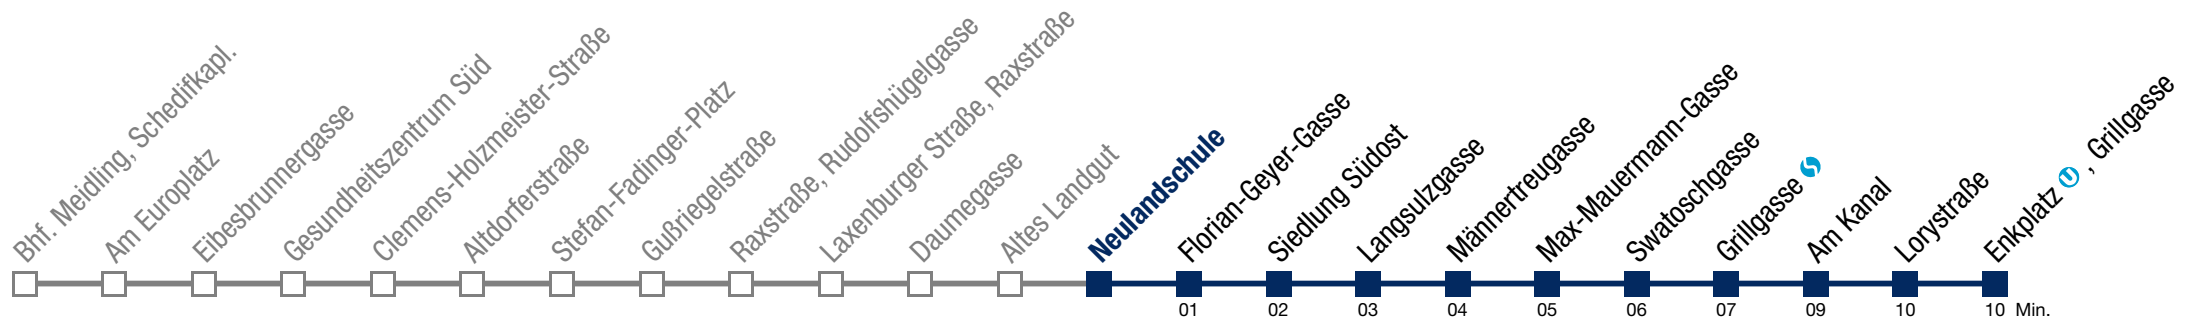 Bhf. Meidling, Schedifkapl.
Am Europlatz
Eibesbrunnergasse
Gesundheitszentrum Süd
Clemens-Holzmeister-Straße
Altdorferstraße
Stefan-Fadinger-Platz
Gußriegelstraße
Raxstraße, Rudolfshügelgasse
Laxenburger Straße, Raxstraße
Daumegasse
Altes Landgut
Neulandschule
Florian-Geyer-Gasse
Siedlung Südost
Langsulzgasse
Männertreugasse
Max-Mauermann-Gasse
Swatoschgasse
Grillgasse S
Am Kanal
Lorystraße
Enkplatz U , Grillgasse
01 02 03 04 05 06 07 09 10 10 Min.